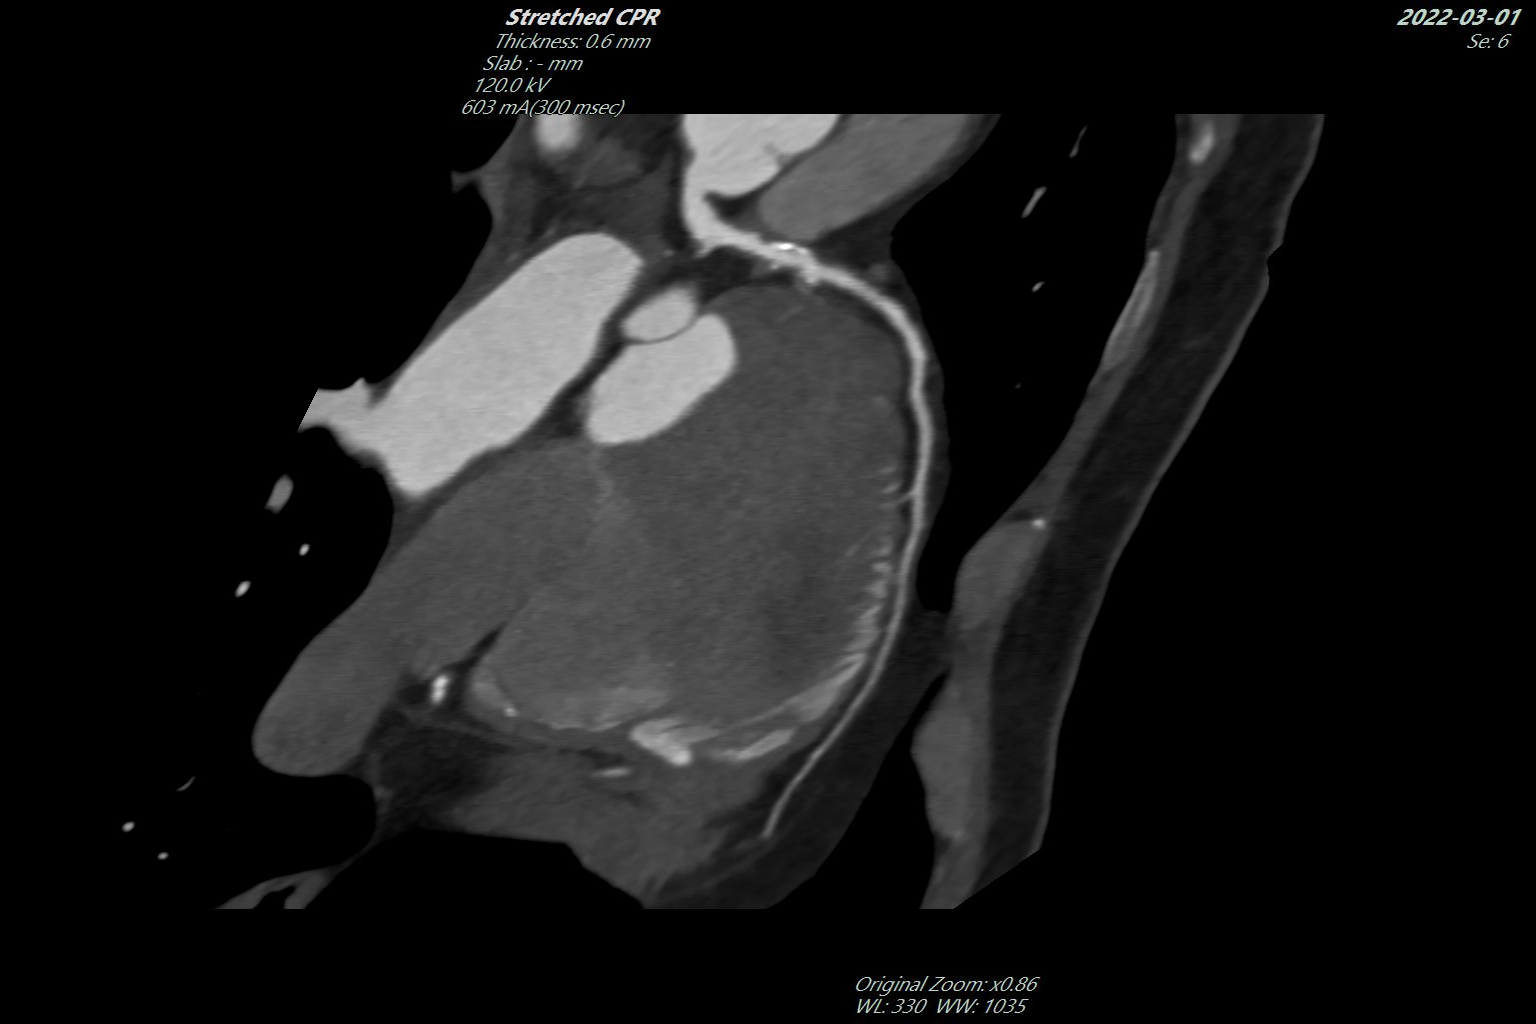 Stretched CPR
Thickness: 0.6 mm
Slab : - mm
120.0 kV
603 mA(300 msec)
2022-03-01
Se: 6
Original Zoom: x0.86
WL: 330 WW: 1035